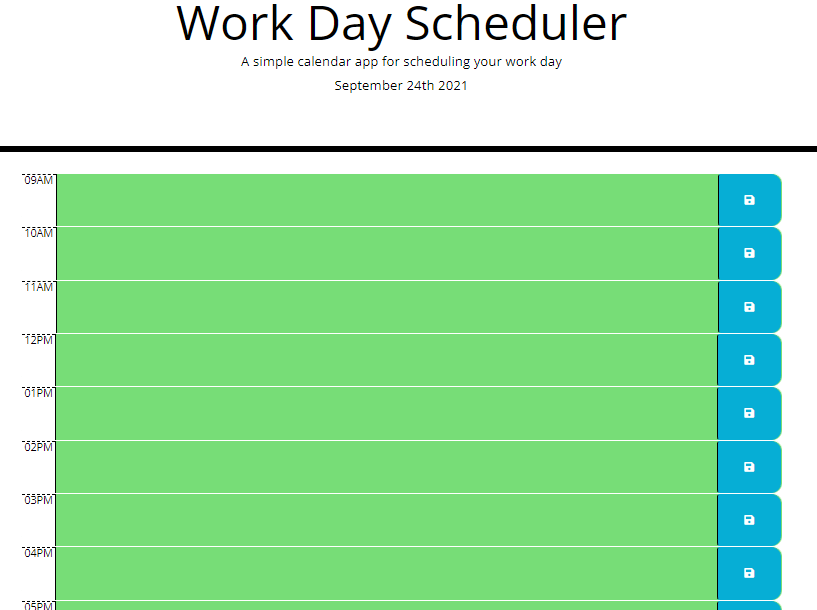 Work Day Scheduler
A simple calendar app for scheduling your work day
September 24th 2021
09AM
10AM
11AM
12PM
01PM
02PM
03PM
04PM
05PM